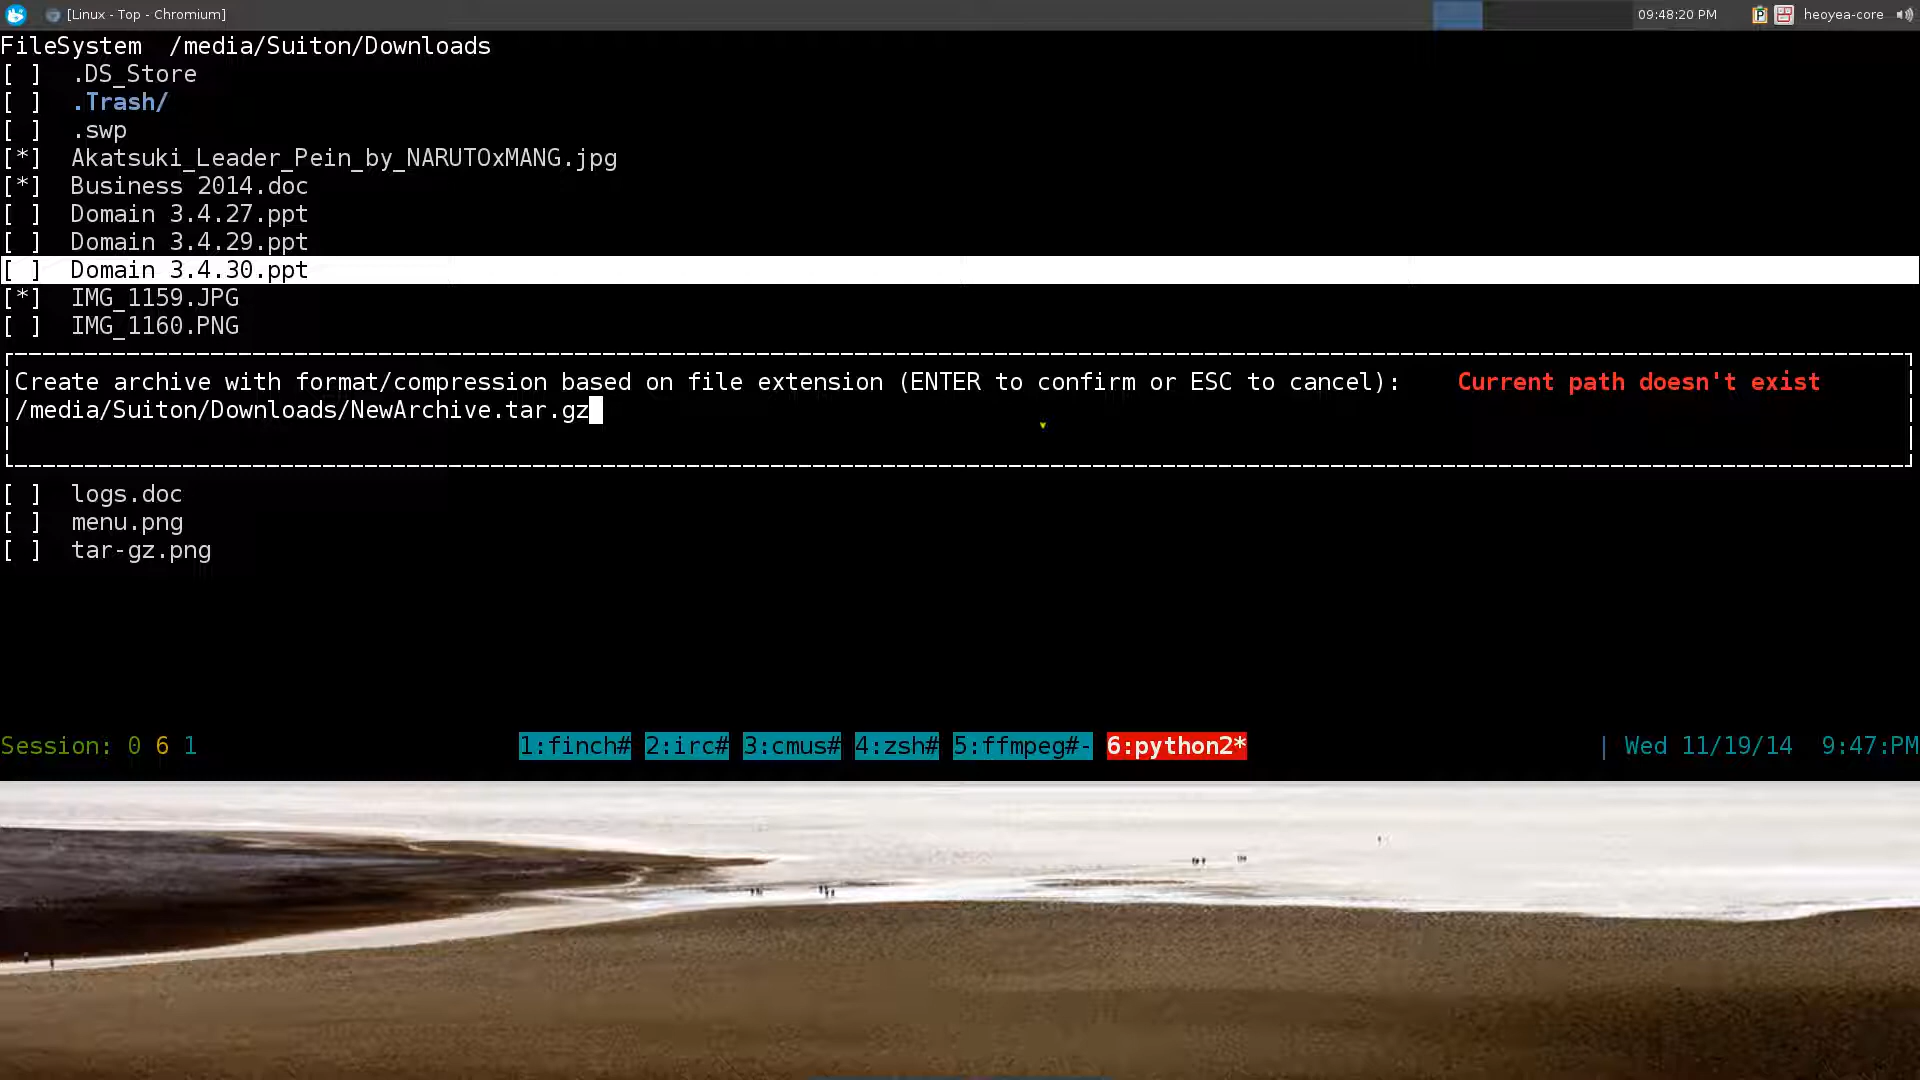 [Linux - Top - Chromium] 09:48:20 PM heoyea-core
FileSystem /media/Suiton/Downloads
[ ] .DS_Store
[ ] .Trash/
[ ] .swp
[*] Akatsuki_Leader_Pein_by_NARUTOxMANG.jpg
[*] Business 2014.doc
[ ] Domain 3.4.27.ppt
[ ] Domain 3.4.29.ppt
[ ] Domain 3.4.30.ppt
[*] IMG_1159.JPG
[ ] IMG_1160.PNG
Create archive with format/compression based on file extension (ENTER to confirm or ESC to cancel): Current path doesn't exist
/media/Suiton/Downloads/NewArchive.tar.gz
[ ] logs.doc
[ ] menu.png
[ ] tar-gz.png
Session: 0 6 1 1:finch# 2:irc# 3:cmus# 4:zsh# 5:ffmpeg#- 6:python2* | Wed 11/19/14 9:47:PM